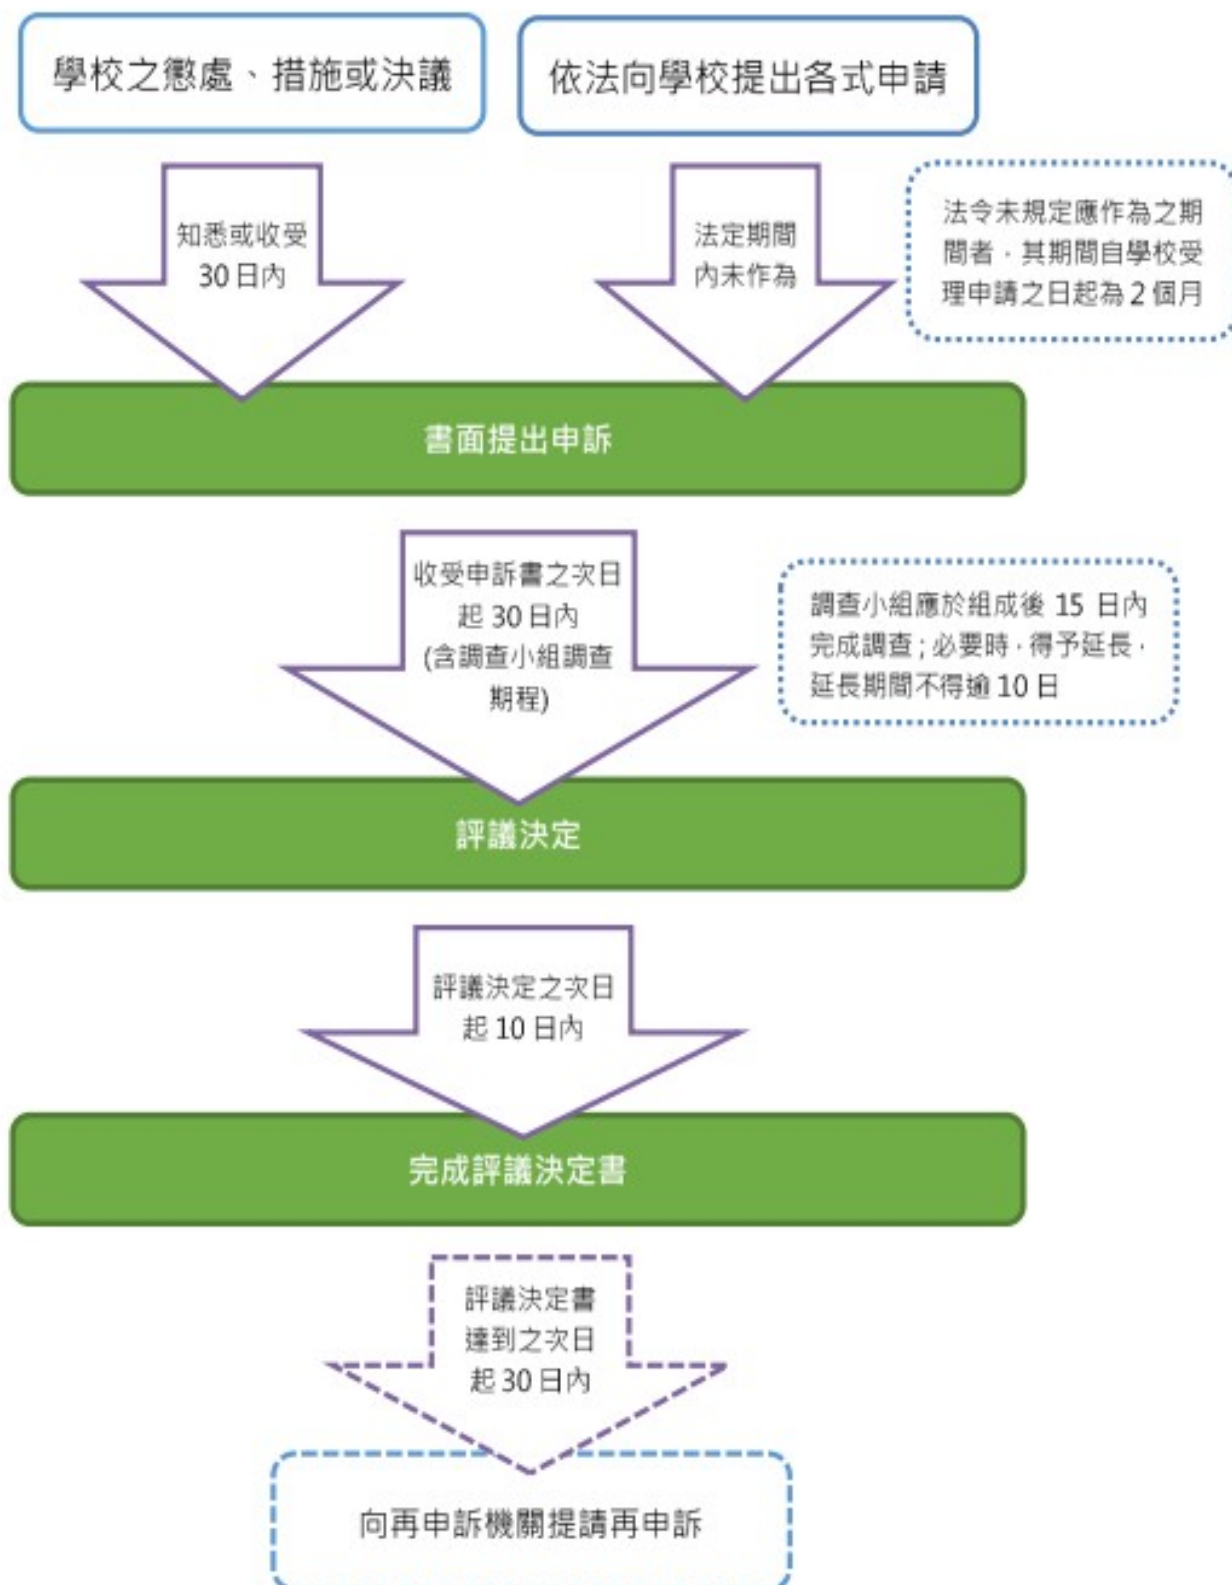 學校之懲處、措施或決議
依法向學校提出各式申請
知悉或收受
30日內
法定期間
內未作為
法令未規定應作為之期
間者，其期間自學校受
理申請之日起為2個月
書面提出申訴
收受申訴書之次日
起30日內
(含調查小組調查
期程)
調查小組應於組成後 15 日內
完成調查；必要時，得予延長，
延長期間不得逾10日
評議決定
評議決定之次日
起10日內
完成評議決定書
評議決定書
達到之次日
起30日內
向再申訴機關提請再申訴